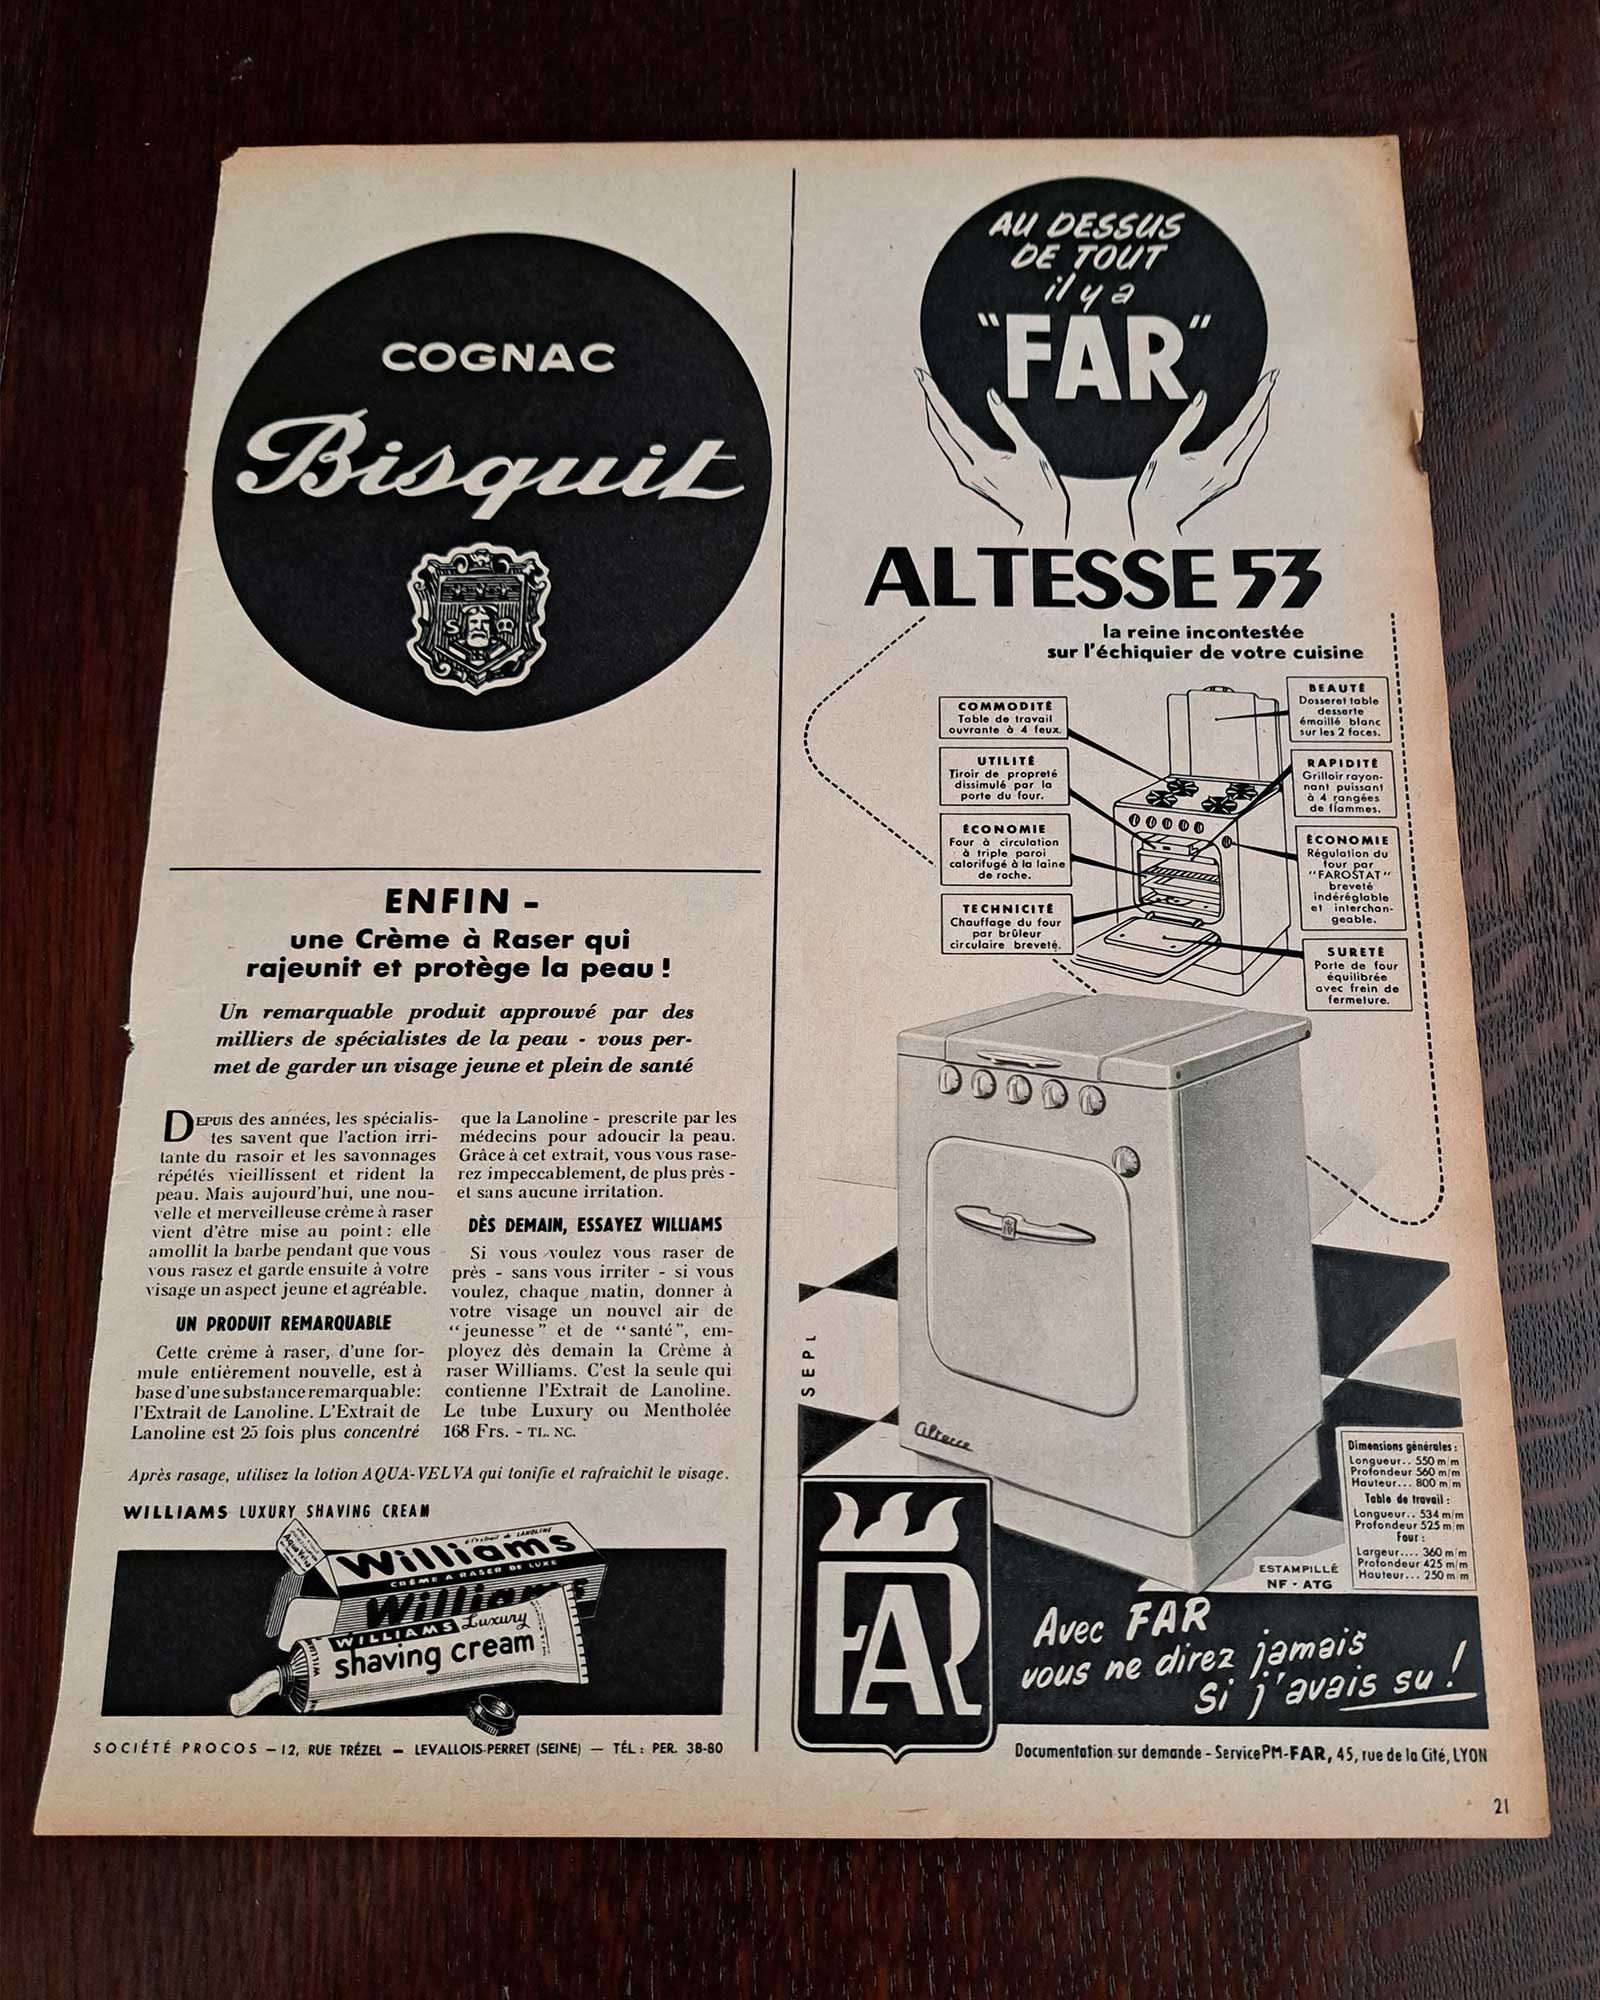 COGNAC
Bisquit
S
ENFIN -
une Crème à Raser qui
rajeunit et protège la peau !
Un remarquable produit approuvé par des
milliers de spécialistes de la peau - vous per-
met de garder un visage jeune et plein de santé
DEPUIS des années, les spécialis-
tes savent que l'action irri-
tante du rasoir et les savonnages
répétés vieillissent et rident la
peau. Mais aujourd'hui, une nou-
velle et merveilleuse crème à raser
vient d'être mise au point : elle
amollit la barbe pendant que vous
vous rasez et garde ensuite à votre
visage un aspect jeune et agréable.
UN PRODUIT REMARQUABLE
Cette crème à raser, d'une for-
mule entièrement nouvelle, est à
base d'une substance remarquable:
l'Extrait de Lanoline. L'Extrait de
Lanoline est 25 fois plus concentré
que la Lanoline - prescrite par les
médecins pour adoucir la peau.
Grâce à cet extrait, vous vous rase-
rez impeccablement, de plus près -
et sans aucune irritation.
DÈS DEMAIN, ESSAYEZ WILLIAMS
Si vous voulez vous raser de
près - sans vous irriter - si vous
voulez, chaque matin, donner à
votre visage un nouvel air de
"jeunesse" et de "santé", em-
ployez dès demain la Crème à
raser Williams. C'est la seule qui
contienne l'Extrait de Lanoline.
Le tube Luxury ou Mentholée
168 Frs. - TL. NC.
Après rasage, utilisez la lotion AQUA-VELVA qui tonifie et rafraîchit le visage.
WILLIAMS LUXURY SHAVING CREAM
Aqua Velva
à l'extrait de LANOLINE
Williams
CRÈME A RASER DE LUXE
Williams
WILLIAMS Luxury
shaving cream
SOCIÉTÉ PROCOS - 12, RUE TRÉZEL - LEVALLOIS-PERRET (SEINE) - TÉL : PER. 38-80
AU DESSUS
DE TOUT
il y a
"FAR"
ALTESSE 53
la reine incontestée
sur l'échiquier de votre cuisine
COMMODITÉ
Table de travail
ouvrante à 4 feux.
UTILITÉ
Tiroir de propreté
dissimulé par la
porte du four.
ÉCONOMIE
Four à circulation
à triple paroi
calorifugé à la laine
de roche.
TECHNICITÉ
Chauffage du four
par brûleur
circulaire breveté.
BEAUTÉ
Dosseret table
desserte
émaillé blanc
sur les 2 faces.
RAPIDITÉ
Grilloir rayon-
nant puissant
à 4 rangées
de flammes.
ÉCONOMIE
Régulation du
four par
"FAROSTAT"
breveté
indéréglable
et interchan-
geable.
SURETÉ
Porte de four
équilibrée
avec frein de
fermeture.
SEPL
Altesse
Dimensions générales :
Longueur.. 550 m/m
Profondeur 560 m/m
Hauteur... 800 m/m
Table de travail :
Longueur.. 534 m/m
Profondeur 525 m/m
Four :
Largeur.... 360 m/m
Profondeur 425 m/m
Hauteur... 250 m/m
ESTAMPILLÉ
NF - ATG
FAR
Avec FAR
vous ne direz jamais
si j'avais su !
Documentation sur demande - Service PM-FAR, 45, rue de la Cité, LYON
21